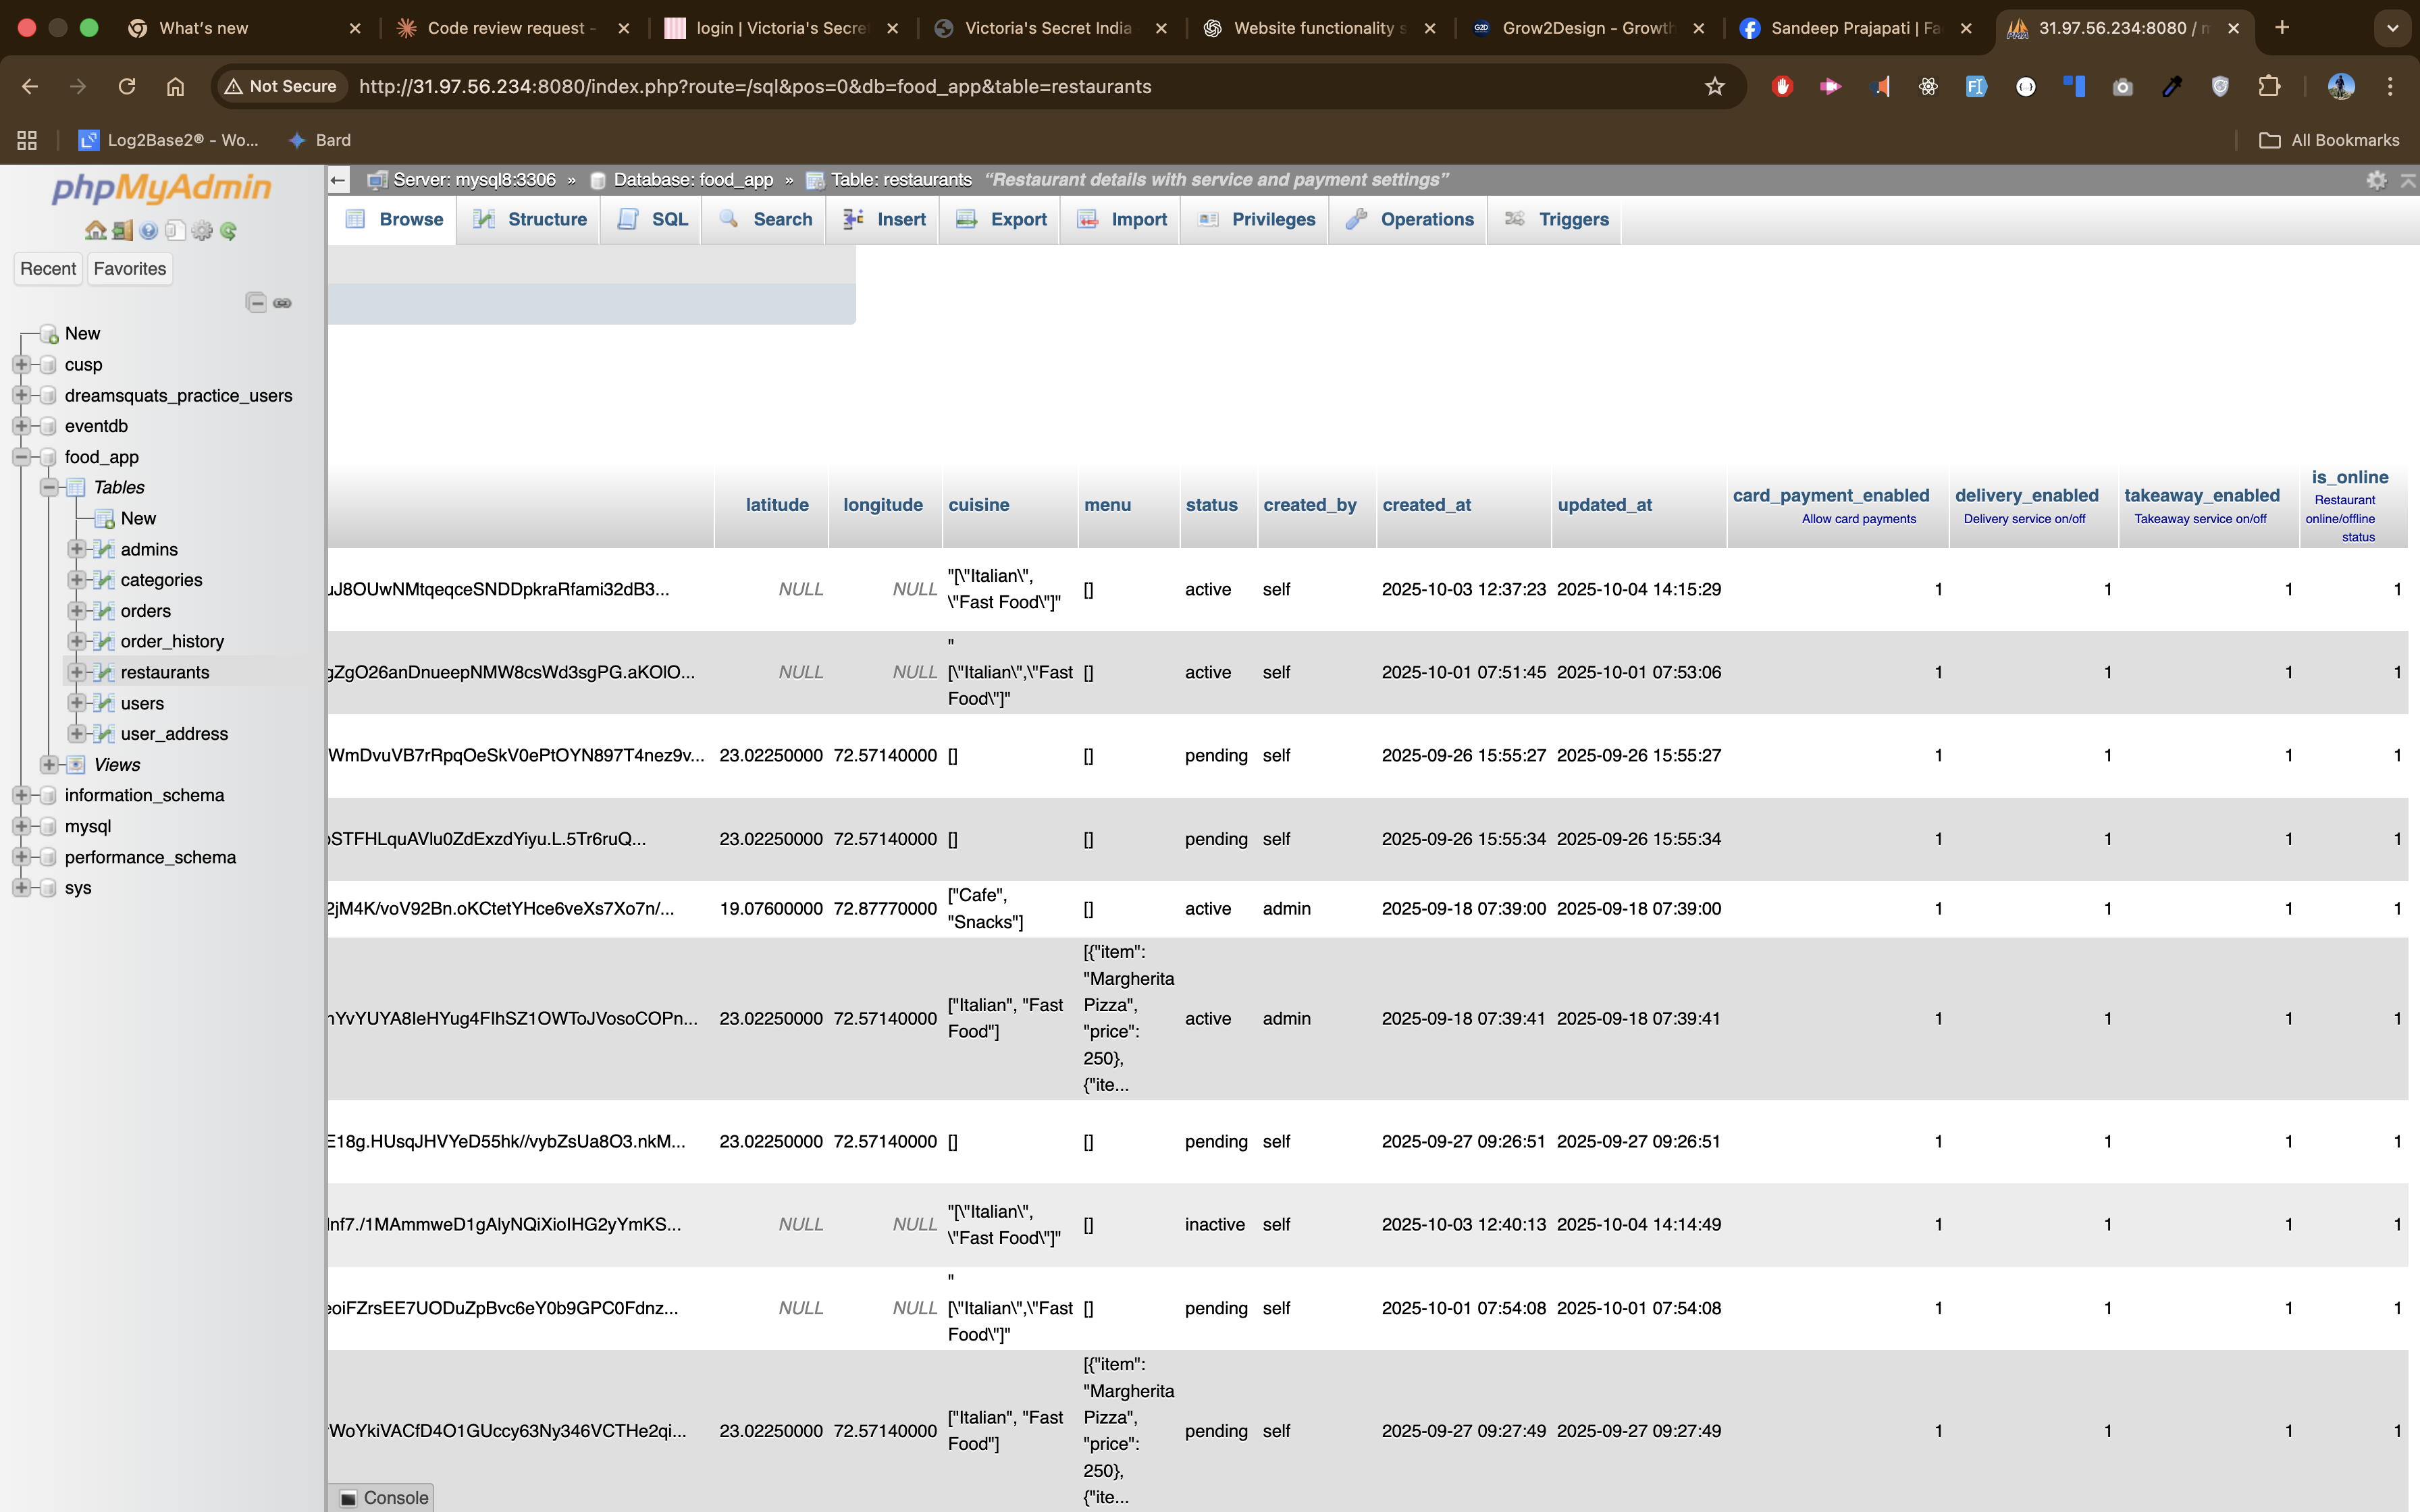 What's new
Code review request -
login | Victoria's Secre
Victoria's Secret India
Website functionality s
Grow2Design - Growth
Sandeep Prajapati | Fa
31.97.56.234:8080 / m
Not Secure
http://31.97.56.234:8080/index.php?route=/sql&pos=0&db=food_app&table=restaurants
Log2Base2® - Wo...
Bard
All Bookmarks
phpMyAdmin
Recent
Favorites
New
cusp
dreamsquats_practice_users
eventdb
food_app
Tables
New
admins
categories
orders
order_history
restaurants
users
user_address
Views
information_schema
mysql
performance_schema
sys
Server: mysql8:3306 » Database: food_app » Table: restaurants "Restaurant details with service and payment settings"
Browse
Structure
SQL
Search
Insert
Export
Import
Privileges
Operations
Triggers
latitude longitude cuisine menu status created_by created_at updated_at card_payment_enabled delivery_enabled takeaway_enabled is_online
Allow card payments Delivery service on/off Takeaway service on/off Restaurant
online/offline
status
uJ8OUwNMtqeqceSNDDpkraRfami32dB3... NULL NULL "[\"Italian\", [] active self 2025-10-03 12:37:23 2025-10-04 14:15:29 1 1 1 1
\"Fast Food\"]"
"
gZgO26anDnueepNMW8csWd3sgPG.aKOlO... NULL NULL [\"Italian\",\"Fast [] active self 2025-10-01 07:51:45 2025-10-01 07:53:06 1 1 1 1
Food\"]"
WmDvuVB7rRpqOeSkV0ePtOYN897T4nez9v... 23.02250000 72.57140000 [] [] pending self 2025-09-26 15:55:27 2025-09-26 15:55:27 1 1 1 1
STFHLquAVlu0ZdExzdYiyu.L.5Tr6ruQ... 23.02250000 72.57140000 [] [] pending self 2025-09-26 15:55:34 2025-09-26 15:55:34 1 1 1 1
2jM4K/voV92Bn.oKCtetYHce6veXs7Xo7n/... 19.07600000 72.87770000 ["Cafe", [] active admin 2025-09-18 07:39:00 2025-09-18 07:39:00 1 1 1 1
"Snacks"]
[{"item":
"Margherita
Pizza",
YvYUYA8IeHYug4FIhSZ1OWToJVosoCOPn... 23.02250000 72.57140000 ["Italian", "Fast active admin 2025-09-18 07:39:41 2025-09-18 07:39:41 1 1 1 1
Food"]
"price":
250},
{"ite...
E18g.HUsqJHVYeD55hk//vybZsUa8O3.nkM... 23.02250000 72.57140000 [] [] pending self 2025-09-27 09:26:51 2025-09-27 09:26:51 1 1 1 1
nf7./1MAmmweD1gAlyNQiXioIHG2yYmKS... NULL NULL "[\"Italian\", [] inactive self 2025-10-03 12:40:13 2025-10-04 14:14:49 1 1 1 1
\"Fast Food\"]"
"
oiFZrsEE7UODuZpBvc6eY0b9GPC0Fdnz... NULL NULL [\"Italian\",\"Fast [] pending self 2025-10-01 07:54:08 2025-10-01 07:54:08 1 1 1 1
Food\"]"
[{"item":
"Margherita
Pizza",
WoYkiVACfD4O1GUccy63Ny346VCTHe2qi... 23.02250000 72.57140000 ["Italian", "Fast pending self 2025-09-27 09:27:49 2025-09-27 09:27:49 1 1 1 1
Food"]
"price":
250},
{"ite...
Console